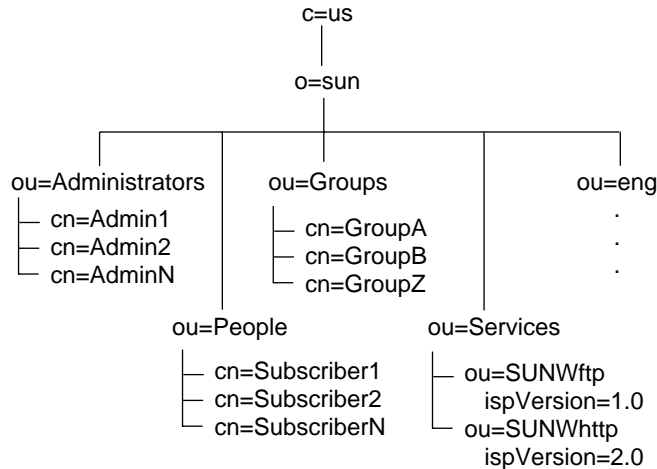 c=us
o=sun
ou=Administrators
cn=Admin1
cn=Admin2
cn=AdminN
ou=Groups
cn=GroupA
cn=GroupB
cn=GroupZ
ou=eng
.
.
.
ou=People
cn=Subscriber1
cn=Subscriber2
cn=SubscriberN
ou=Services
ou=SUNWftp
ispVersion=1.0
ou=SUNWhttp
ispVersion=2.0